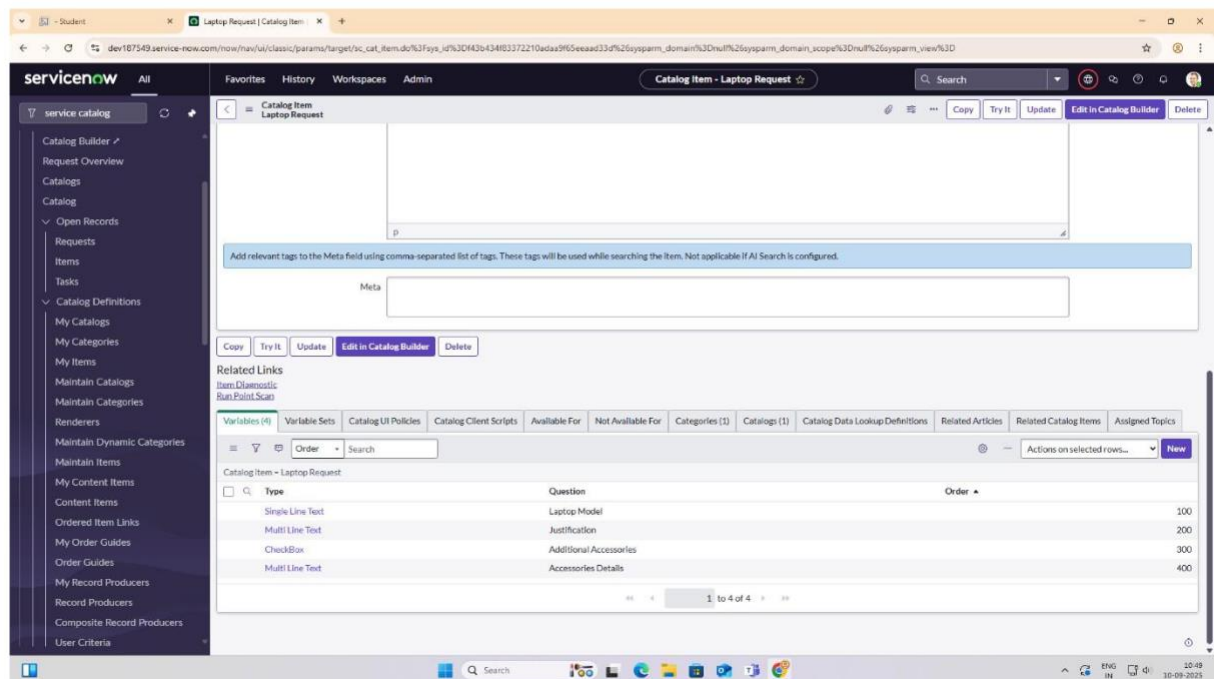 - Student
Laptop Request | Catalog Item
dev187549.service-now.com/now/nav/ui/classic/params/target/sc_cat_item.do%3Fsys_id%3Df43b434f83372210adaa9f65eeaad33d%26sysparm_domain%3Dnull%26sysparm_domain_scope%3Dnull%26sysparm_view%3D
servicenow All Favorites History Workspaces Admin Catalog Item - Laptop Request Search
service catalog
Catalog Item
Laptop Request
Copy Try It Update Edit in Catalog Builder Delete
Catalog Builder
Request Overview
Catalogs
Catalog
Open Records
Requests
Items
Tasks
Catalog Definitions
My Catalogs
My Categories
My Items
Maintain Catalogs
Maintain Categories
Renderers
Maintain Dynamic Categories
Maintain Items
My Content Items
Content Items
Ordered Item Links
My Order Guides
Order Guides
My Record Producers
Record Producers
Composite Record Producers
User Criteria
p
Add relevant tags to the Meta field using comma-separated list of tags. These tags will be used while searching the item. Not applicable if AI Search is configured.
Meta
Copy Try It Update Edit in Catalog Builder Delete
Related Links
Item Diagnostic
Run Point Scan
Variables (4) Variable Sets Catalog UI Policies Catalog Client Scripts Available For Not Available For Categories (1) Catalogs (1) Catalog Data Lookup Definitions Related Articles Related Catalog Items Assigned Topics
Order Search Actions on selected rows... New
Catalog Item = Laptop Request
Type Question Order
Single Line Text Laptop Model 100
Multi Line Text Justification 200
CheckBox Additional Accessories 300
Multi Line Text Accessories Details 400
1 to 4 of 4
Search
ENG
IN
10:49
10-09-2025